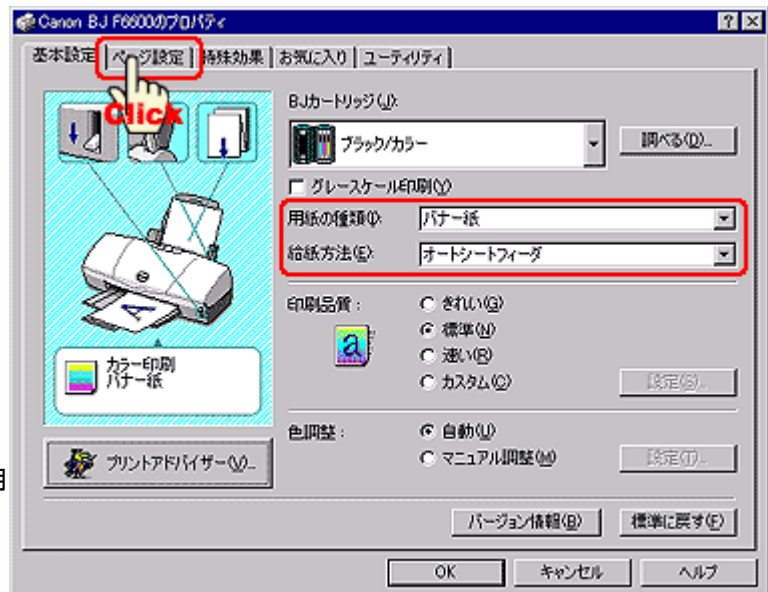 Canon BJ F6600のプロパティ
基本設定 ページ設定 特殊効果 お気に入り ユーティリティ
Click
BJカートリッジ(J):
ブラック/カラー 調べる(D)...
グレースケール印刷(Y)
用紙の種類(I): バナー紙
給紙方法(E): オートシートフィーダ
印刷品質: きれい(G)
標準(N)
a
速い(R)
カスタム(C) 設定(S)...
カラー印刷
バナー紙
色調整: 自動(U)
マニュアル調整(M) 設定(T)...
プリントアドバイザー(V)...
バージョン情報(B) 標準に戻す(F)
OK キャンセル ヘルプ